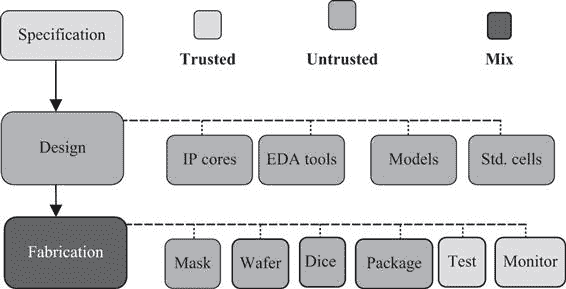 Specification
Trusted
Untrusted
Mix
Design
IP cores
EDA tools
Models
Std. cells
Fabrication
Mask
Wafer
Dice
Package
Test
Monitor